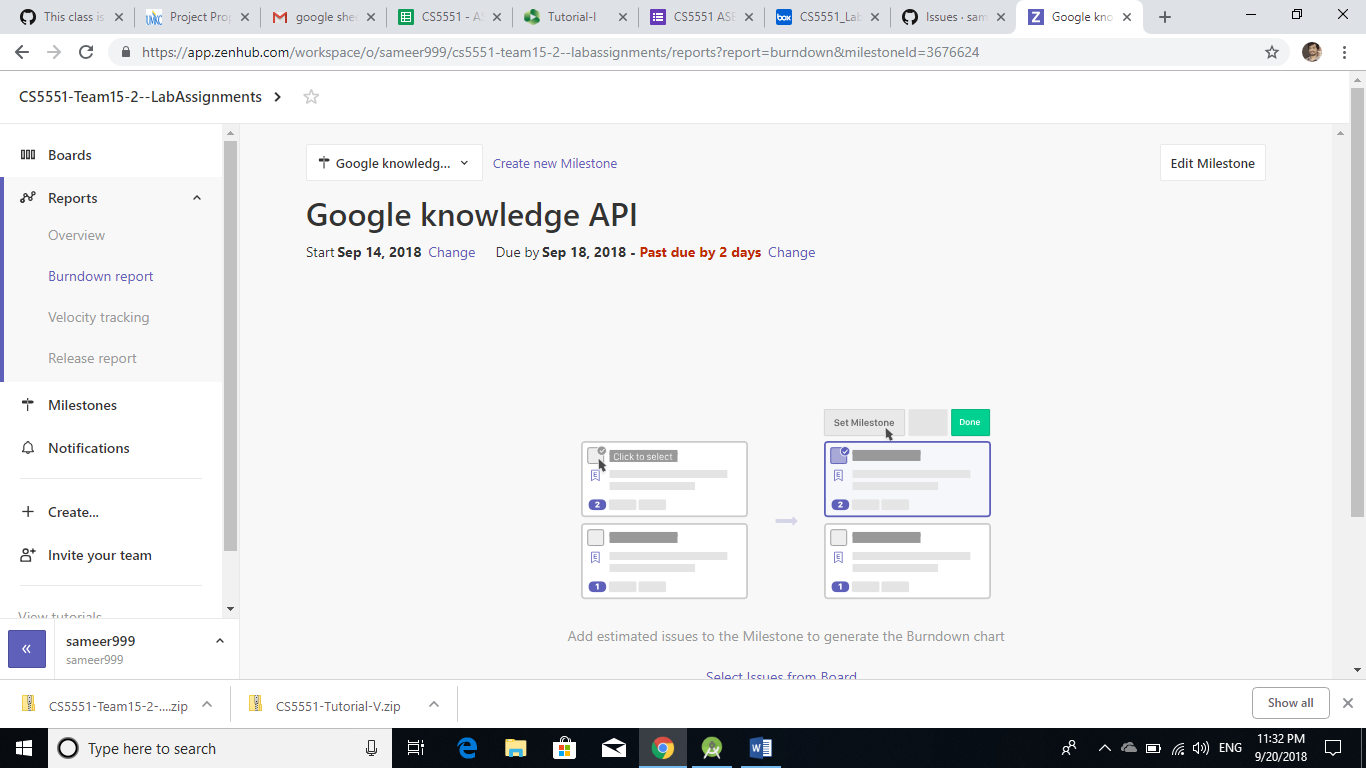 This class is
Project Prop
google shee
CS5551 - AS
Tutorial-I
CS5551 ASE
CS5551_Lab
Issues · sam
Google kno
https://app.zenhub.com/workspace/o/sameer999/cs5551-team15-2--labassignments/reports?report=burndown&milestoneId=3676624
CS5551-Team15-2--LabAssignments
Boards
Reports
Overview
Burndown report
Velocity tracking
Release report
Milestones
Notifications
Create...
Invite your team
View tutorials
sameer999
sameer999
Google knowledg...
Create new Milestone
Edit Milestone
Google knowledge API
Start Sep 14, 2018 Change Due by Sep 18, 2018 - Past due by 2 days Change
Set Milestone
Done
Click to select
E
E
2
2
E
E
1
1
Add estimated issues to the Milestone to generate the Burndown chart
Select Issues from Board
CS5551-Team15-2-....zip
CS5551-Tutorial-V.zip
Show all
Type here to search
ENG
11:32 PM
9/20/2018